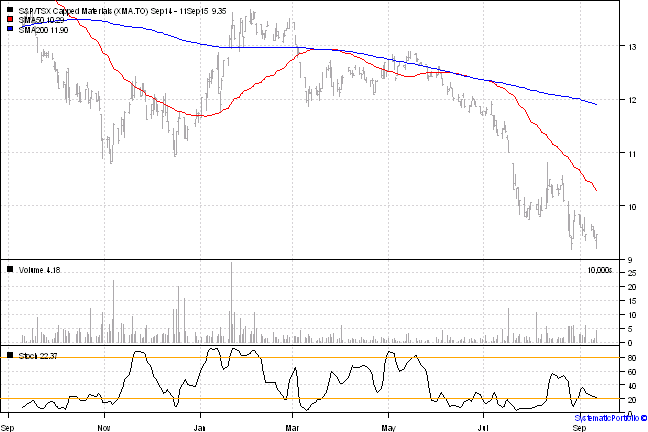 S&P/TSX Capped Materials (XMA.TO) Sep14 - 11Sep15 9.35
SMA50 10.29
SMA200 11.90
13
12
11
10
9
Volume 4.18
10,000s
25
20
15
10
5
0
Stoch 22.37
80
60
40
20
0
Sep Nov Jan Mar May Jul Sep
SystematicPortfolio ©